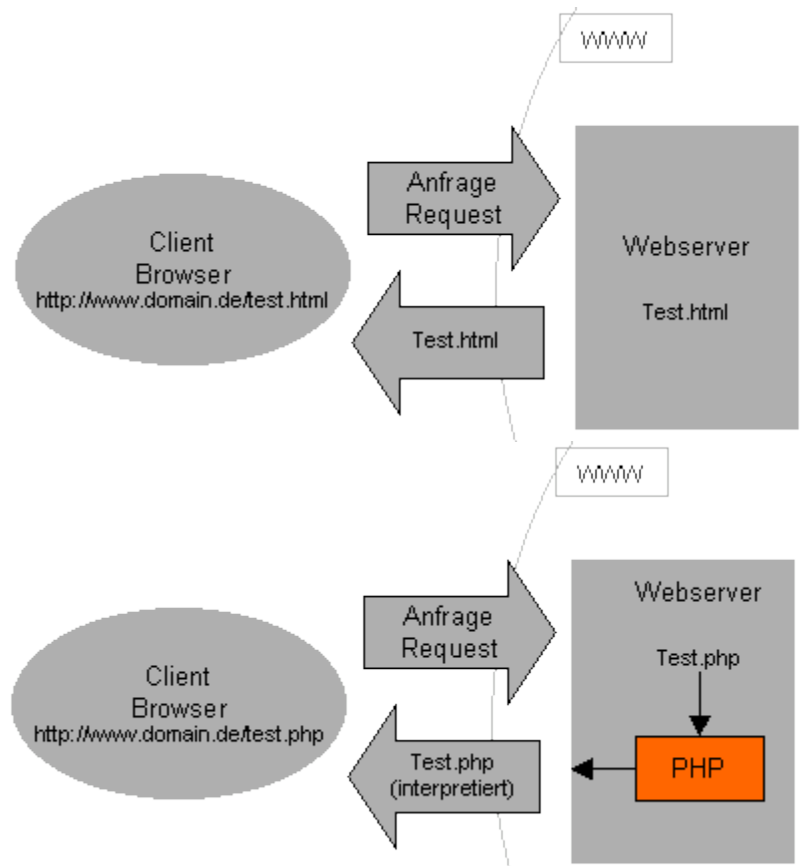 WWW
Anfrage
Request
Client
Browser
http://www.domain.de/test.html
Webserver
Test.html
Test.html
WWW
Anfrage
Request
Client
Browser
http://www.domain.de/test.php
Webserver
Test.php
PHP
Test.php
(interpretiert)